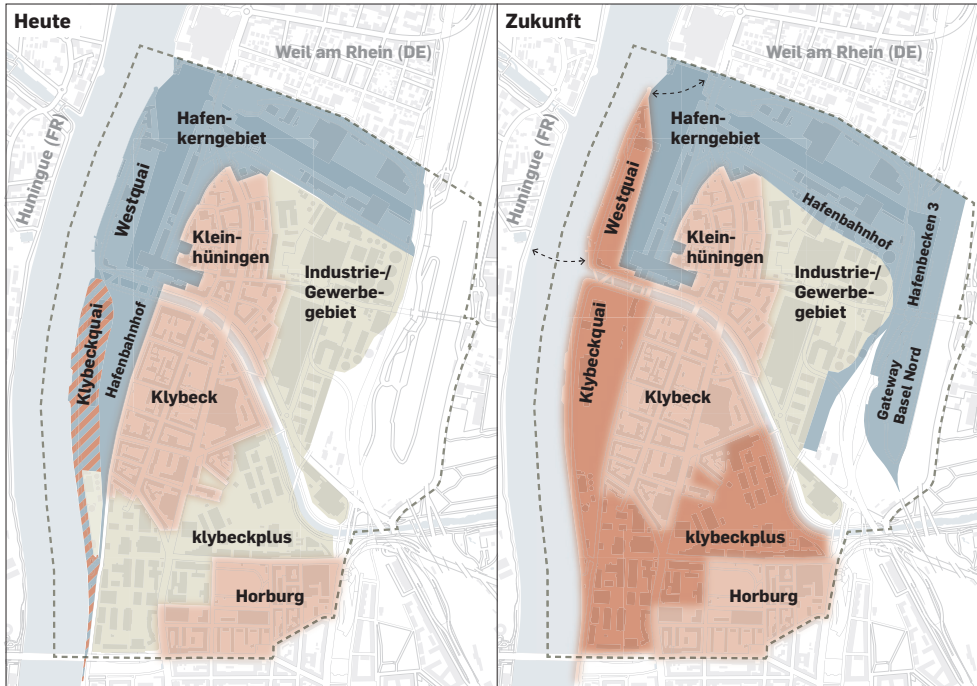 Heute
Weil am Rhein (DE)
Huningue (FR)
Hafen-
kerngebiet
Westquai
Klein-
hüningen
Industrie-/
Gewerbe-
gebiet
Klybeckquai
Hafenbahnhof
Klybeck
klybeckplus
Horburg
Zukunft
Weil am Rhein (DE)
Huningue (FR)
Hafen-
kerngebiet
Westquai
Hafenbahnhof
Hafenbecken 3
Klein-
hüningen
Industrie-/
Gewerbe-
gebiet
Klybeckquai
Klybeck
Gateway
Basel Nord
klybeckplus
Horburg